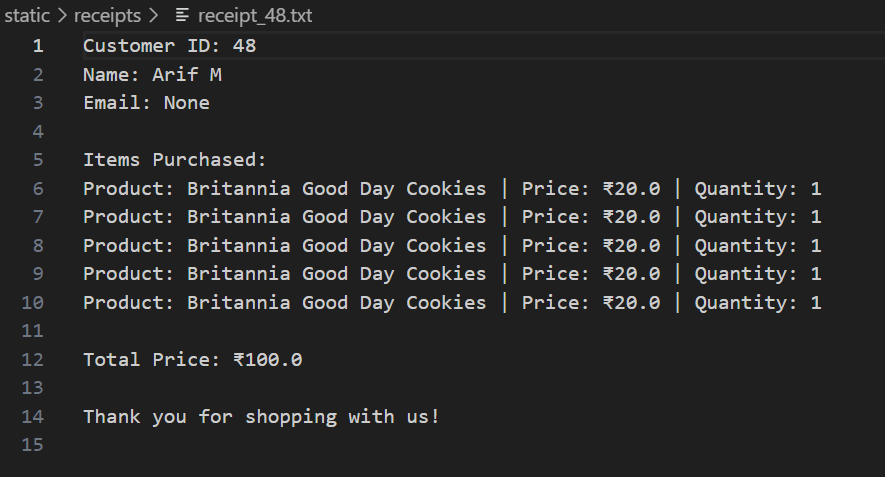 static > receipts > receipt_48.txt
1 Customer ID: 48
2 Name: Arif M
3 Email: None
4
5 Items Purchased:
6 Product: Britannia Good Day Cookies | Price: ₹20.0 | Quantity: 1
7 Product: Britannia Good Day Cookies | Price: ₹20.0 | Quantity: 1
8 Product: Britannia Good Day Cookies | Price: ₹20.0 | Quantity: 1
9 Product: Britannia Good Day Cookies | Price: ₹20.0 | Quantity: 1
10 Product: Britannia Good Day Cookies | Price: ₹20.0 | Quantity: 1
11
12 Total Price: ₹100.0
13
14 Thank you for shopping with us!
15